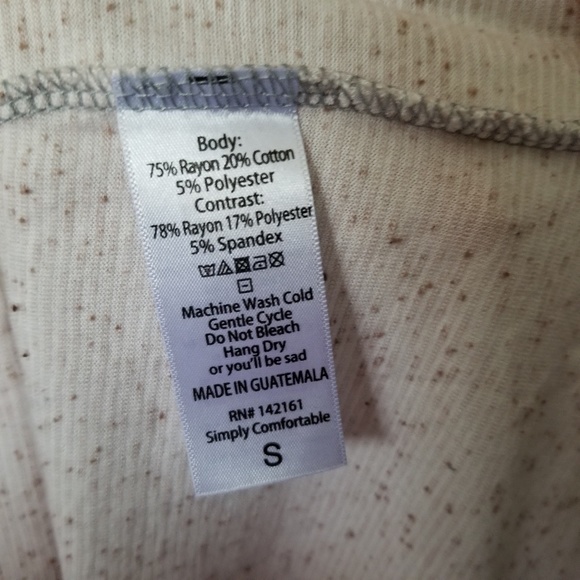 Body:
75% Rayon 20% Cotton
5% Polyester
Contrast:
78% Rayon 17% Polyester
5% Spandex
Machine Wash Cold
Gentle Cycle
Do Not Bleach
Hang Dry
or you'll be sad
MADE IN GUATEMALA
RN# 142161
Simply Comfortable
S